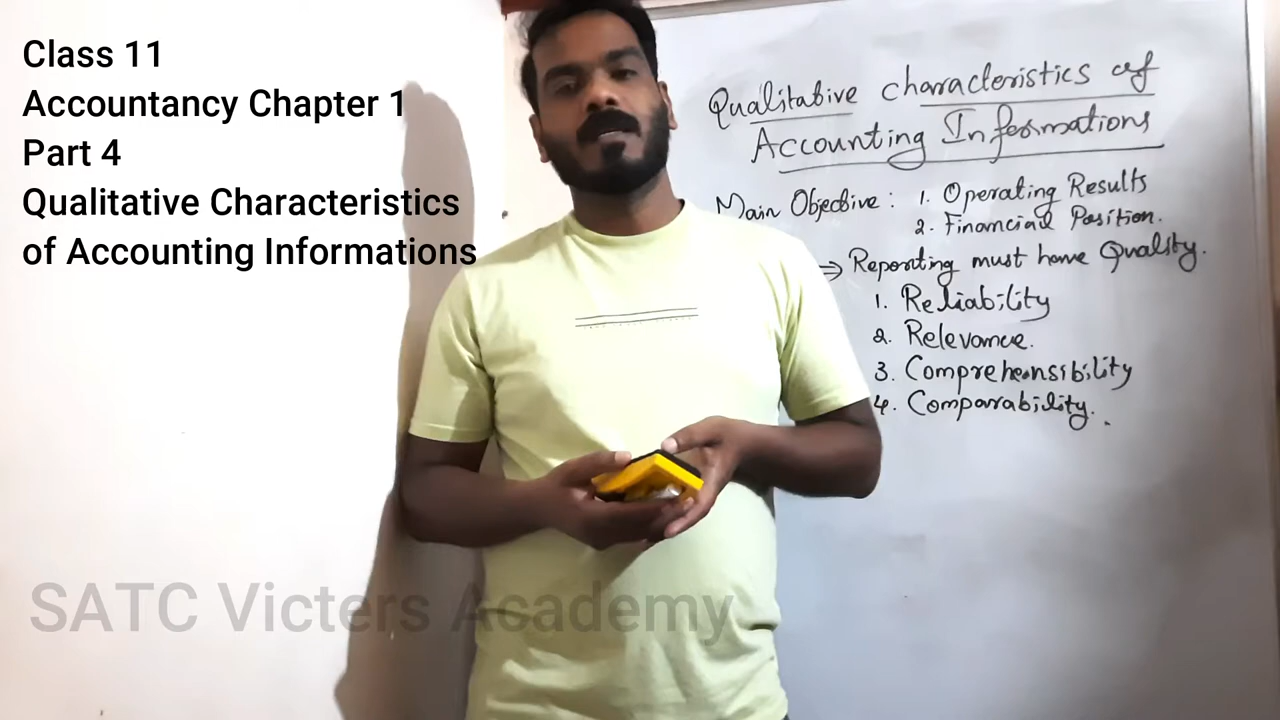 Class 11
Accountancy Chapter 1
Part 4
Qualitative Characteristics
of Accounting Informations
Qualitative characteristics of
Accounting Informations
Main Objective : 1. Operating Results
2. Financial Position.
⇒ Reporting must have Quality.
1. Reliability
2. Relevance.
3. Comprehensibility
4. Comparability.
SATC Victers Academy